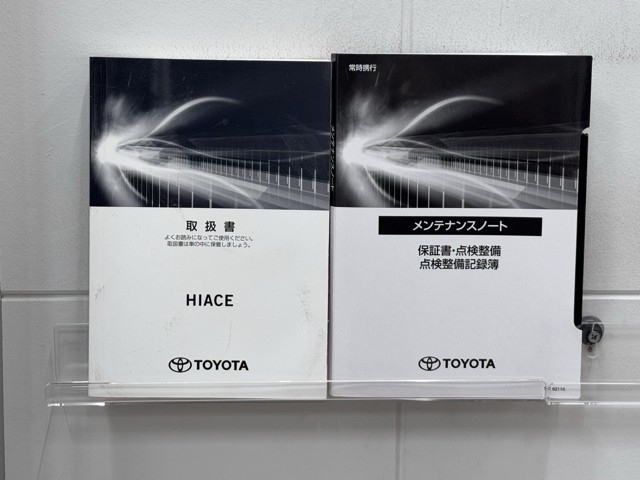 取扱書
よくお読みになってご使用ください。
取扱書は車の中に保管しましょう。
HIACE
TOYOTA
常時携行
メンテナンスノート
保証書・点検整備
点検整備記録簿
TOYOTA